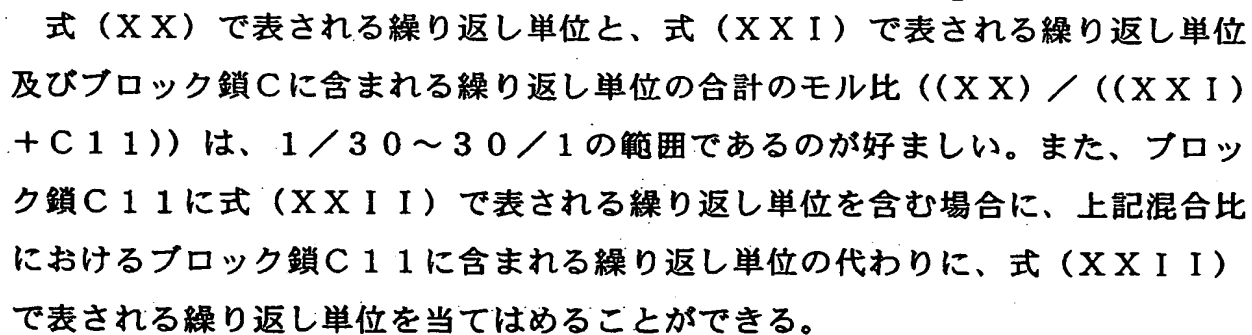 式（ＸＸ）で表される繰り返し単位と、式（ＸＸＩ）で表される繰り返し単位
及びブロック鎖Ｃに含まれる繰り返し単位の合計のモル比（（ＸＸ）／（（ＸＸＩ）
＋Ｃ１１））は、１／３０～３０／１の範囲であるのが好ましい。また、ブロッ
ク鎖Ｃ１１に式（ＸＸＩＩ）で表される繰り返し単位を含む場合に、上記混合比
におけるブロック鎖Ｃ１１に含まれる繰り返し単位の代わりに、式（ＸＸＩＩ）
で表される繰り返し単位を当てはめることができる。